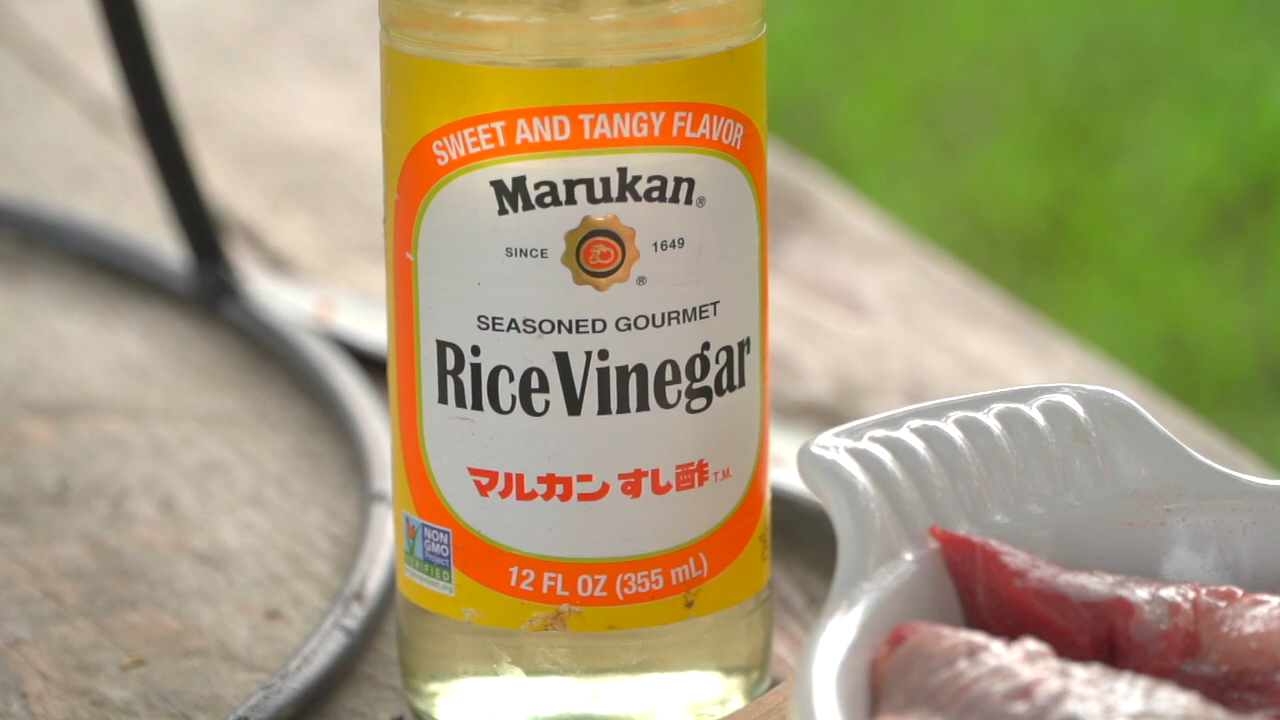 SWEET AND TANGY FLAVOR
Marukan®
SINCE 1649
®
SEASONED GOURMET
Rice Vinegar
マルカン すし酢 T.M.
NON
GMO
Project
VERIFIED
12 FL OZ (355 mL)